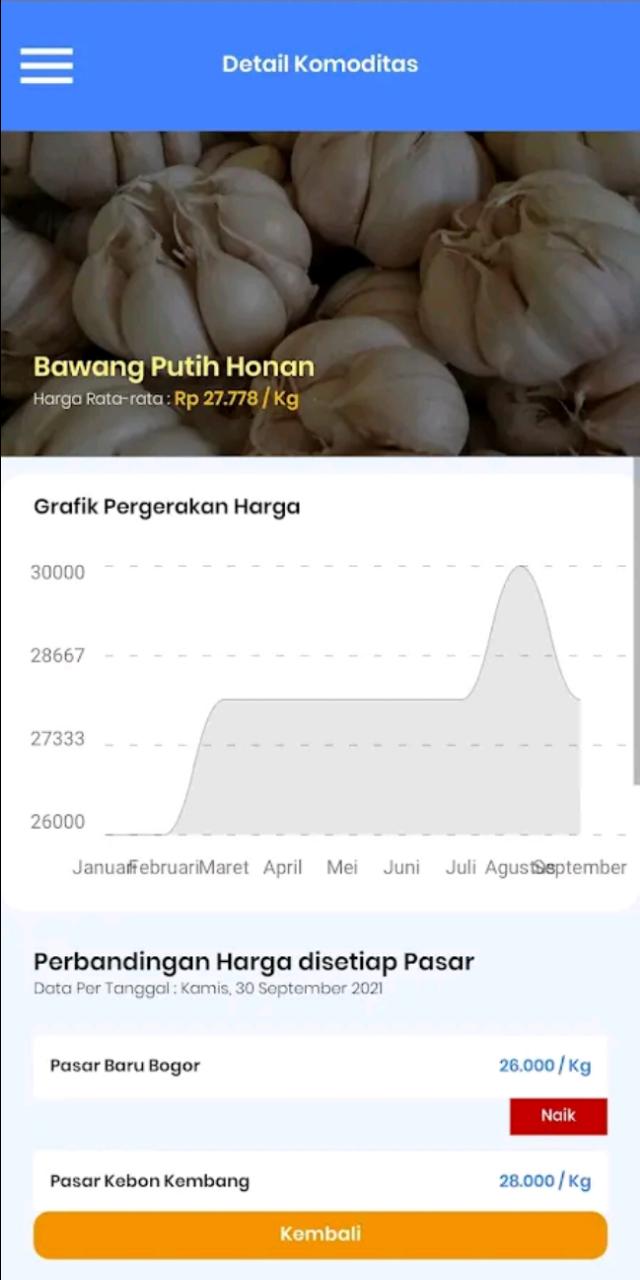 Detail Komoditas
Bawang Putih Honan
Harga Rata-rata : Rp 27.778 / Kg
Grafik Pergerakan Harga
30000
28667
27333
26000
Januari Februari Maret April Mei Juni Juli Agustus September
Perbandingan Harga disetiap Pasar
Data Per Tanggal : Kamis, 30 September 2021
Pasar Baru Bogor 26.000 / Kg
Naik
Pasar Kebon Kembang 28.000 / Kg
Kembali